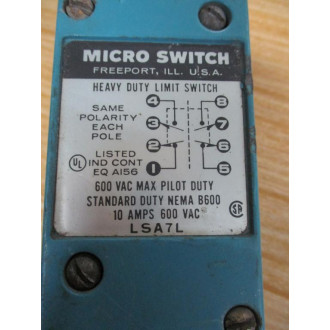 MICRO SWITCH
FREEPORT, ILL. U.S.A.
HEAVY DUTY LIMIT SWITCH
SAME
POLARITY
EACH
POLE
4 8
3 7
2 6
1 5
UL LISTED
IND CONT
EQ A156
600 VAC MAX PILOT DUTY
STANDARD DUTY NEMA B600
10 AMPS 600 VAC
SA
LSA7L